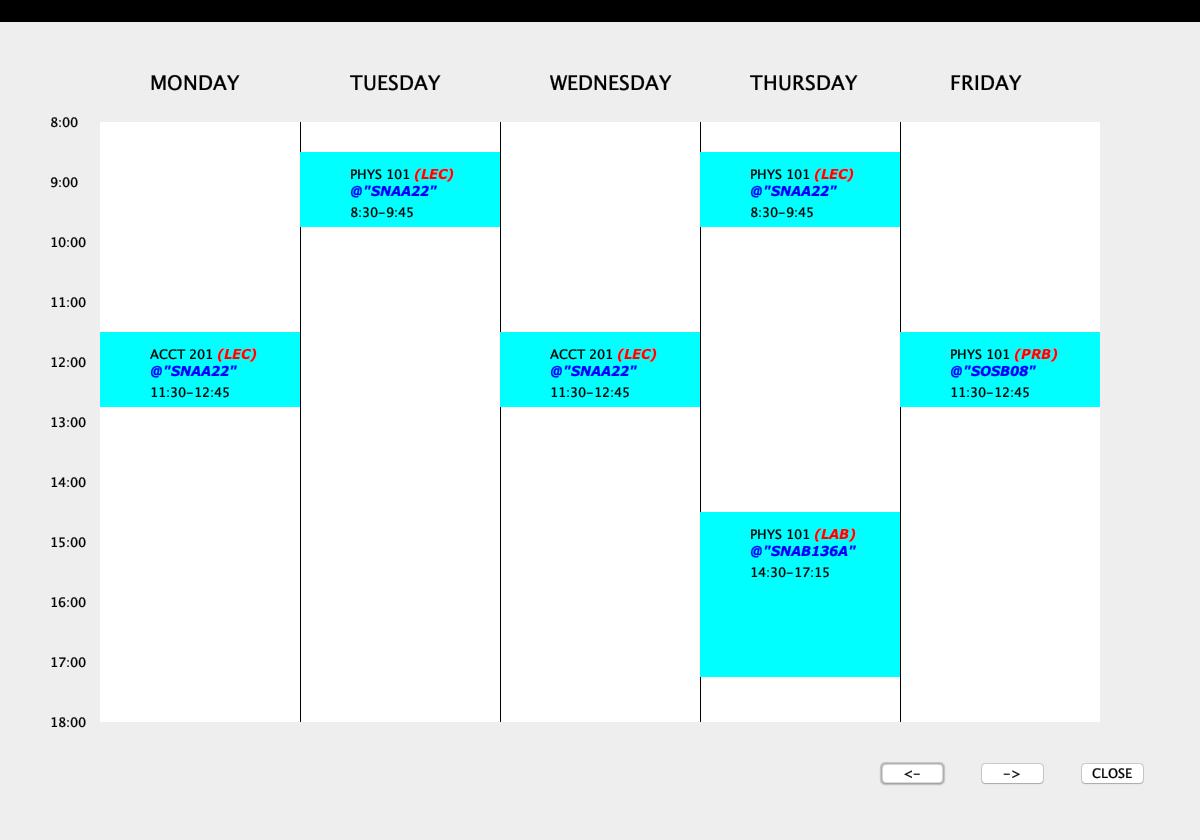 MONDAY TUESDAY WEDNESDAY THURSDAY FRIDAY
8:00
PHYS 101 (LEC) PHYS 101 (LEC)
9:00
@"SNAA22" @"SNAA22"
8:30-9:45 8:30-9:45
10:00
11:00
ACCT 201 (LEC) ACCT 201 (LEC) PHYS 101 (PRB)
12:00
@"SNAA22" @"SNAA22" @"SOSB08"
11:30-12:45 11:30-12:45 11:30-12:45
13:00
14:00
PHYS 101 (LAB)
15:00
@"SNAB136A"
14:30-17:15
16:00
17:00
18:00
<- -> CLOSE